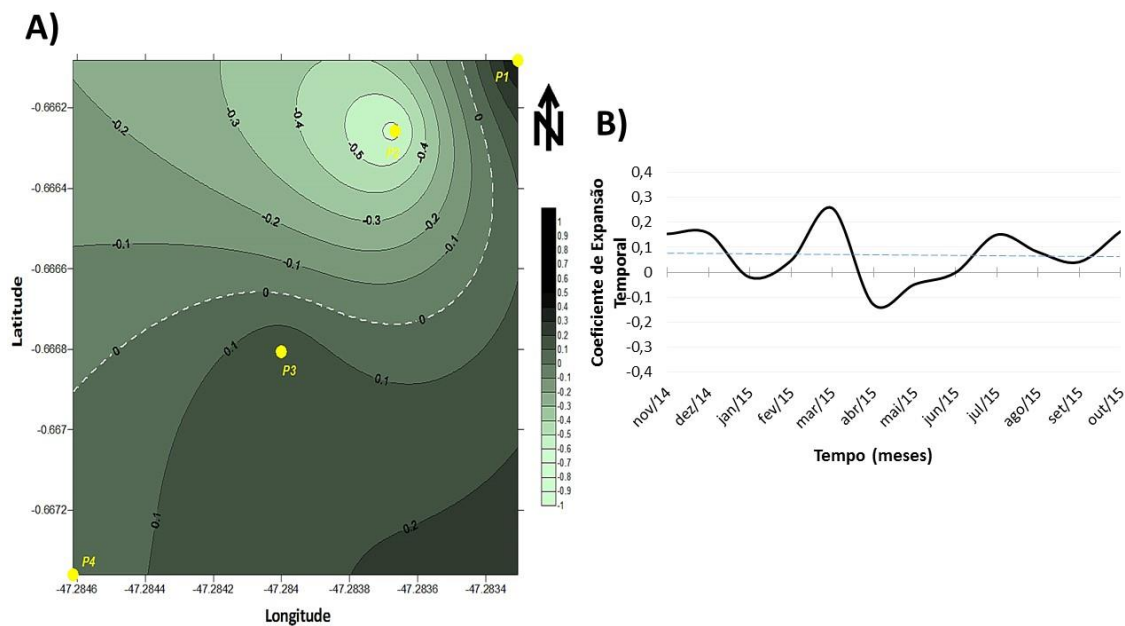 A)
P1
-0.6662
-0.6664
-0.6666
-0.6668
-0.667
-0.6672
Latitude
-0.2
-0.3
-0.4
-0.5
P2
-0.4
0
-0.2
-0.3
-0.2
-0.1
-0.1
-0.1
0
0
0
0.1
P3
0.1
0.1
0.2
P4
-47.2846
-47.2844
-47.2842
-47.284
-47.2838
-47.2836
-47.2834
Longitude
N
1
0.9
0.8
0.7
0.6
0.5
0.4
0.3
0.2
0.1
0
-0.1
-0.2
-0.3
-0.4
-0.5
-0.6
-0.7
-0.8
-0.9
-1
B)
Coeficiente de Expansão
Temporal
0,4
0,3
0,2
0,1
0
-0,1
-0,2
-0,3
-0,4
nov/14
dez/14
jan/15
fev/15
mar/15
abr/15
mai/15
jun/15
jul/15
ago/15
set/15
out/15
Tempo (meses)